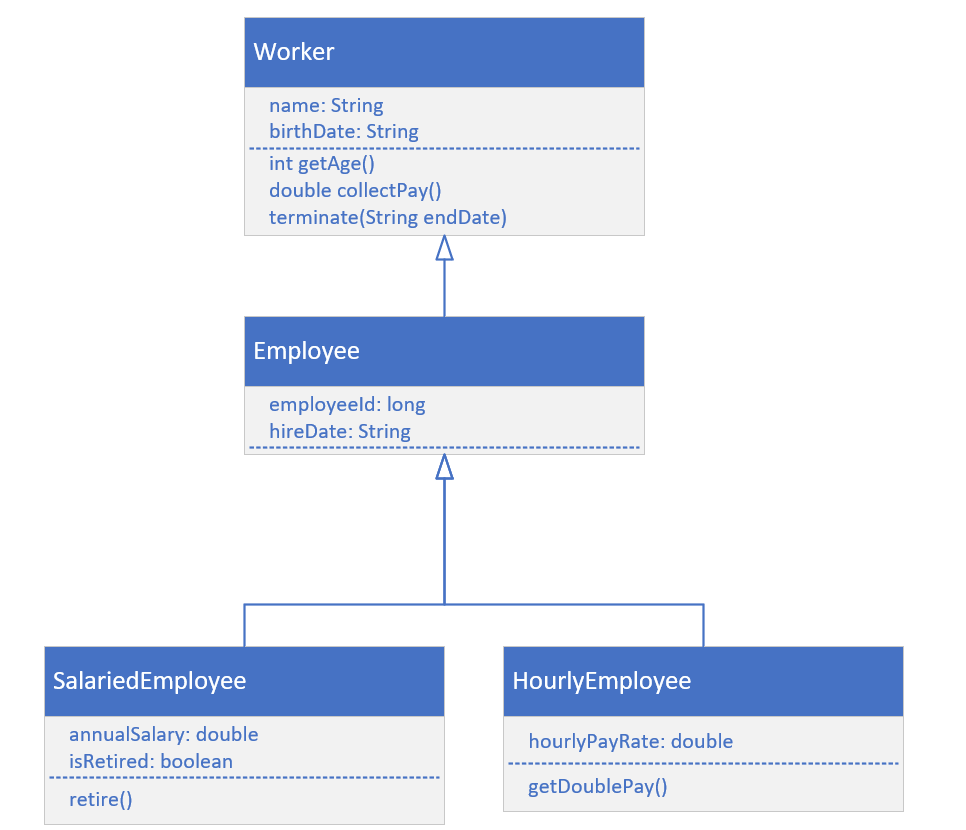 Worker
name: String
birthDate: String
int getAge()
double collectPay()
terminate(String endDate)
Employee
employeeId: long
hireDate: String
SalariedEmployee
annualSalary: double
isRetired: boolean
retire()
HourlyEmployee
hourlyPayRate: double
getDoublePay()